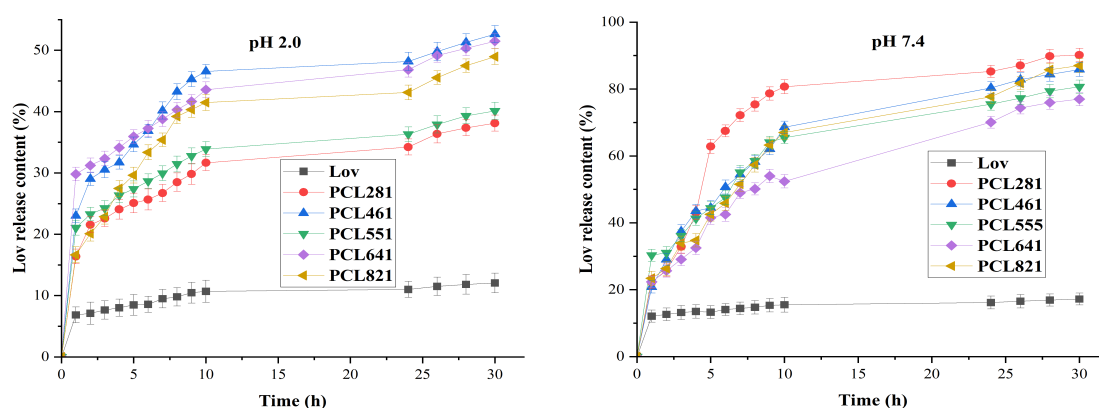 pH 2.0
Lov release content (%)
50
40
30
20
10
0
Lov
PCL281
PCL461
PCL551
PCL641
PCL821
0 5 10 15 20 25 30
Time (h)
pH 7.4
Lov release content (%)
100
80
60
40
20
0
Lov
PCL281
PCL461
PCL555
PCL641
PCL821
0 5 10 15 20 25 30
Time (h)